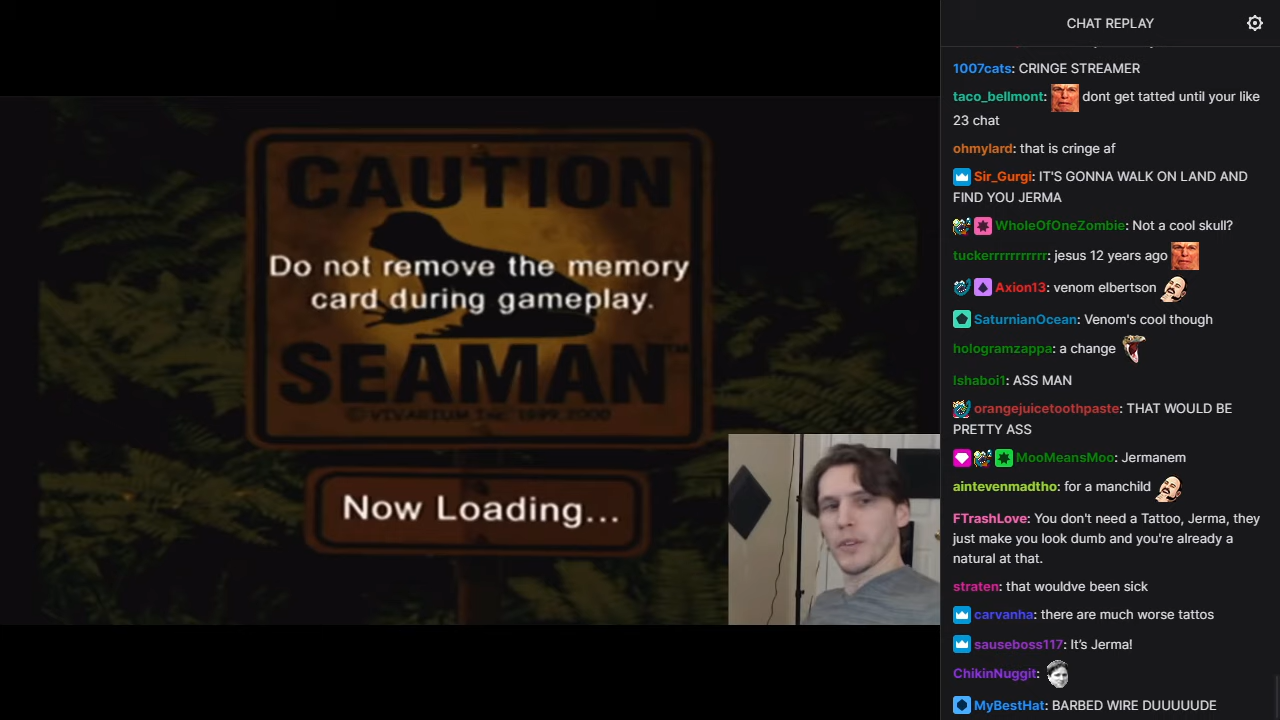 CAUTION
Do not remove the memory
card during gameplay.
SEAMAN™
© VIVARIUM Inc. 1999.2000
Now Loading...
CHAT REPLAY
1007cats: CRINGE STREAMER
taco_bellmont: dont get tatted until your like
23 chat
ohmylard: that is cringe af
Sir_Gurgi: IT'S GONNA WALK ON LAND AND
FIND YOU JERMA
WholeOfOneZombie: Not a cool skull?
tuckerrrrrrrrrrr: jesus 12 years ago
Axion13: venom elbertson
SaturnianOcean: Venom's cool though
hologramzappa: a change
: ASS MAN
orangejuicetoothpaste: THAT WOULD BE
PRETTY ASS
MooMeansMoo: Jermanem
aintevenmadtho: for a manchild
FTrashLove: You don't need a Tattoo, Jerma, they
just make you look dumb and you're already a
natural at that.
straten: that wouldve been sick
carvanha: there are much worse tattos
sauseboss117: It's Jerma!
ChikinNuggit:
MyBestHat: BARBED WIRE DUUUUUDE